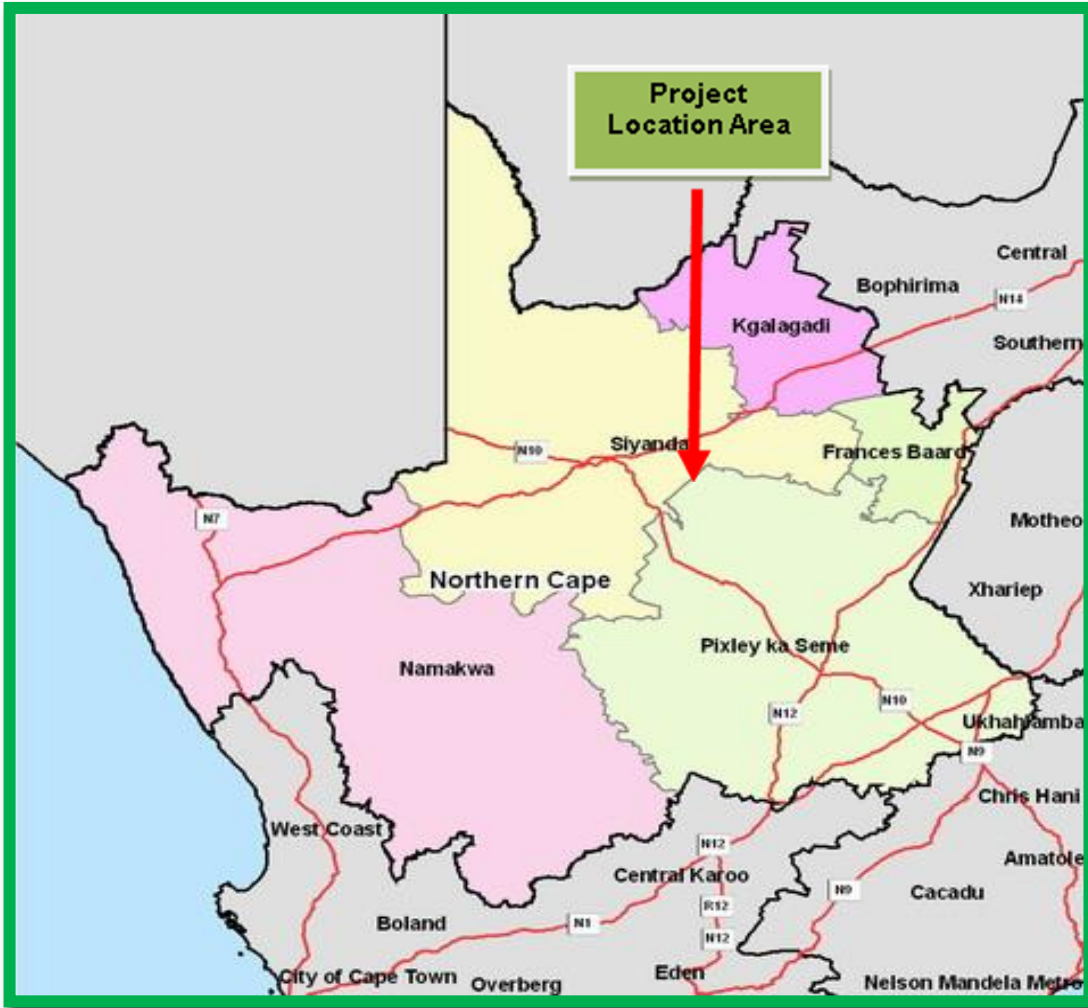 Project
Location Area
Central
Bophirima
N14
Kgalagadi
Southern
Siyanda
N10
Frances Baard
N7
Motheo
Northern Cape
Xhariep
Pixley ka Seme
Namakwa
N10
N12
Ukhahlamba
N9
Chris Hani
West Coast
N12
Amatole
Central Karoo
N9
Cacadu
R12
Boland
N1
N12
Eden
City of Cape Town
Overberg
Nelson Mandela Metro